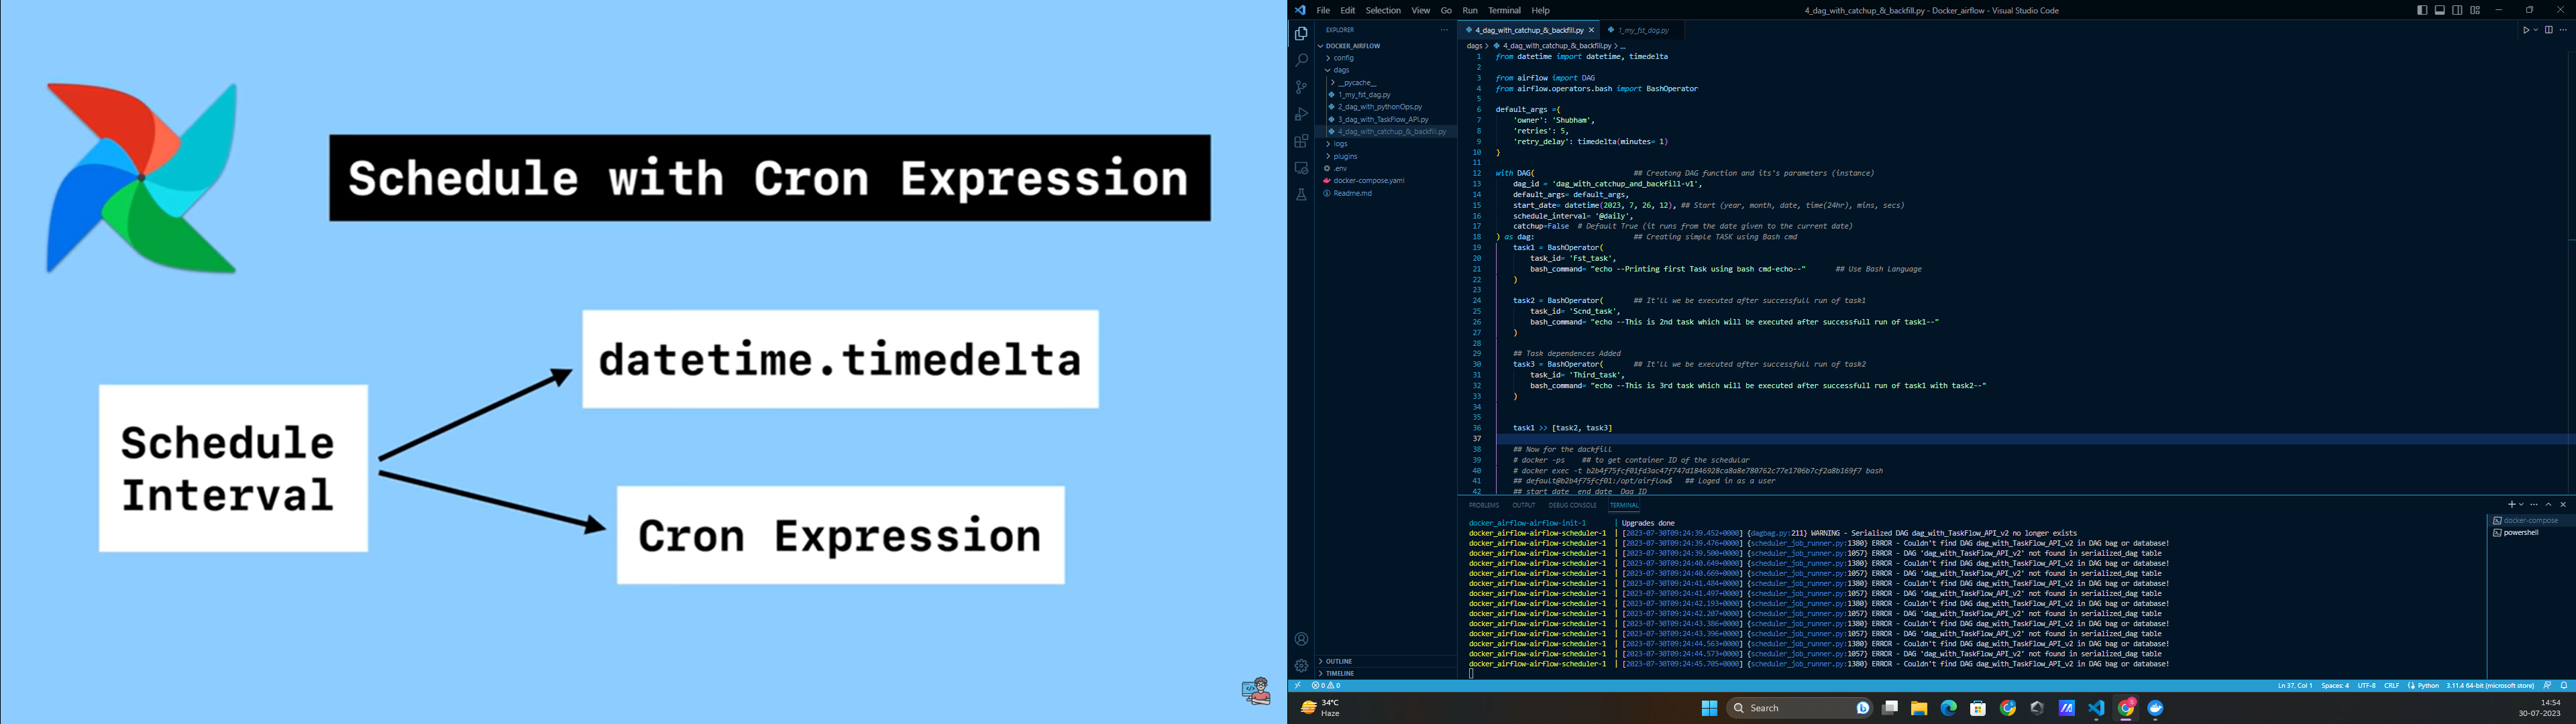 Schedule with Cron Expression
datetime.timedelta
Schedule
Interval
Cron Expression
File Edit Selection View Go Run Terminal Help
4_dag_with_catchup_&_backfill.py - Docker_airflow - Visual Studio Code
EXPLORER
DOCKER_AIRFLOW
config
dags
__pycache__
1_my_fst_dag.py
2_dag_with_pythonOps.py
3_dag_with_TaskFlow_API.py
4_dag_with_catchup_&_backfill.py
logs
plugins
.env
docker-compose.yaml
Readme.md
OUTLINE
TIMELINE
4_dag_with_catchup_&_backfill.py 1_my_fst_dag.py
dags > 4_dag_with_catchup_&_backfill.py > ...
1 from datetime import datetime, timedelta
2
3 from airflow import DAG
4 from airflow.operators.bash import BashOperator
5
6 default_args ={
7 'owner': 'Shubham',
8 'retries': 5,
9 'retry_delay': timedelta(minutes= 1)
10 }
11
12 with DAG( ## Creatong DAG function and its's parameters (instance)
13 dag_id = 'dag_with_catchup_and_backfill-v1',
14 default_args= default_args,
15 start_date= datetime(2023, 7, 26, 12), ## Start (year, month, date, time(24hr), mins, secs)
16 schedule_interval= '@daily',
17 catchup=False # Default True (it runs from the date given to the current date)
18 ) as dag: ## Creating simple TASK using Bash cmd
19 task1 = BashOperator(
20 task_id= 'Fst_task',
21 bash_command= "echo --Printing first Task using bash cmd-echo--" ## Use Bash Language
22 )
23
24 task2 = BashOperator( ## It'll we be executed after successfull run of task1
25 task_id= 'Scnd_task',
26 bash_command= "echo --This is 2nd task which will be executed after successfull run of task1--"
27 )
28
29 ## Task dependences Added
30 task3 = BashOperator( ## It'll we be executed after successfull run of task2
31 task_id= 'Third_task',
32 bash_command= "echo --This is 3rd task which will be executed after successfull run of task1 with task2--"
33 )
34
35
36 task1 >> [task2, task3]
37
38 ## Now for the dackfill
39 # docker -ps ## to get container ID of the schedular
40 # docker exec -t b2b4f75fcf01fd3ac47f747d1846928ca8a8e780762c77e1706b7cf2a8b169f7 bash
41 ## default@b2b4f75fcf01:/opt/airflow$ ## Loged in as a user
42 ## start date end date Dag ID
PROBLEMS OUTPUT DEBUG CONSOLE TERMINAL
docker_airflow-airflow-init-1 | Upgrades done
docker_airflow-airflow-scheduler-1 | [2023-07-30T09:24:39.452+0000] {dagbag.py:211} WARNING - Serialized DAG dag_with_TaskFlow_API_v2 no longer exists
docker_airflow-airflow-scheduler-1 | [2023-07-30T09:24:39.476+0000] {scheduler_job_runner.py:1380} ERROR - Couldn't find DAG dag_with_TaskFlow_API_v2 in DAG bag or database!
docker_airflow-airflow-scheduler-1 | [2023-07-30T09:24:39.500+0000] {scheduler_job_runner.py:1057} ERROR - DAG 'dag_with_TaskFlow_API_v2' not found in serialized_dag table
docker_airflow-airflow-scheduler-1 | [2023-07-30T09:24:40.649+0000] {scheduler_job_runner.py:1380} ERROR - Couldn't find DAG dag_with_TaskFlow_API_v2 in DAG bag or database!
docker_airflow-airflow-scheduler-1 | [2023-07-30T09:24:40.669+0000] {scheduler_job_runner.py:1057} ERROR - DAG 'dag_with_TaskFlow_API_v2' not found in serialized_dag table
docker_airflow-airflow-scheduler-1 | [2023-07-30T09:24:41.484+0000] {scheduler_job_runner.py:1380} ERROR - Couldn't find DAG dag_with_TaskFlow_API_v2 in DAG bag or database!
docker_airflow-airflow-scheduler-1 | [2023-07-30T09:24:41.497+0000] {scheduler_job_runner.py:1057} ERROR - DAG 'dag_with_TaskFlow_API_v2' not found in serialized_dag table
docker_airflow-airflow-scheduler-1 | [2023-07-30T09:24:42.193+0000] {scheduler_job_runner.py:1380} ERROR - Couldn't find DAG dag_with_TaskFlow_API_v2 in DAG bag or database!
docker_airflow-airflow-scheduler-1 | [2023-07-30T09:24:42.207+0000] {scheduler_job_runner.py:1057} ERROR - DAG 'dag_with_TaskFlow_API_v2' not found in serialized_dag table
docker_airflow-airflow-scheduler-1 | [2023-07-30T09:24:43.386+0000] {scheduler_job_runner.py:1380} ERROR - Couldn't find DAG dag_with_TaskFlow_API_v2 in DAG bag or database!
docker_airflow-airflow-scheduler-1 | [2023-07-30T09:24:43.396+0000] {scheduler_job_runner.py:1057} ERROR - DAG 'dag_with_TaskFlow_API_v2' not found in serialized_dag table
docker_airflow-airflow-scheduler-1 | [2023-07-30T09:24:44.563+0000] {scheduler_job_runner.py:1380} ERROR - Couldn't find DAG dag_with_TaskFlow_API_v2 in DAG bag or database!
docker_airflow-airflow-scheduler-1 | [2023-07-30T09:24:44.573+0000] {scheduler_job_runner.py:1057} ERROR - DAG 'dag_with_TaskFlow_API_v2' not found in serialized_dag table
docker_airflow-airflow-scheduler-1 | [2023-07-30T09:24:45.705+0000] {scheduler_job_runner.py:1380} ERROR - Couldn't find DAG dag_with_TaskFlow_API_v2 in DAG bag or database!
docker-compose
powershell
0 0
Ln 37, Col 1 Spaces: 4 UTF-8 CRLF Python 3.11.4 64-bit (microsoft store)
34°C
Haze
Search
14:54
30-07-2023